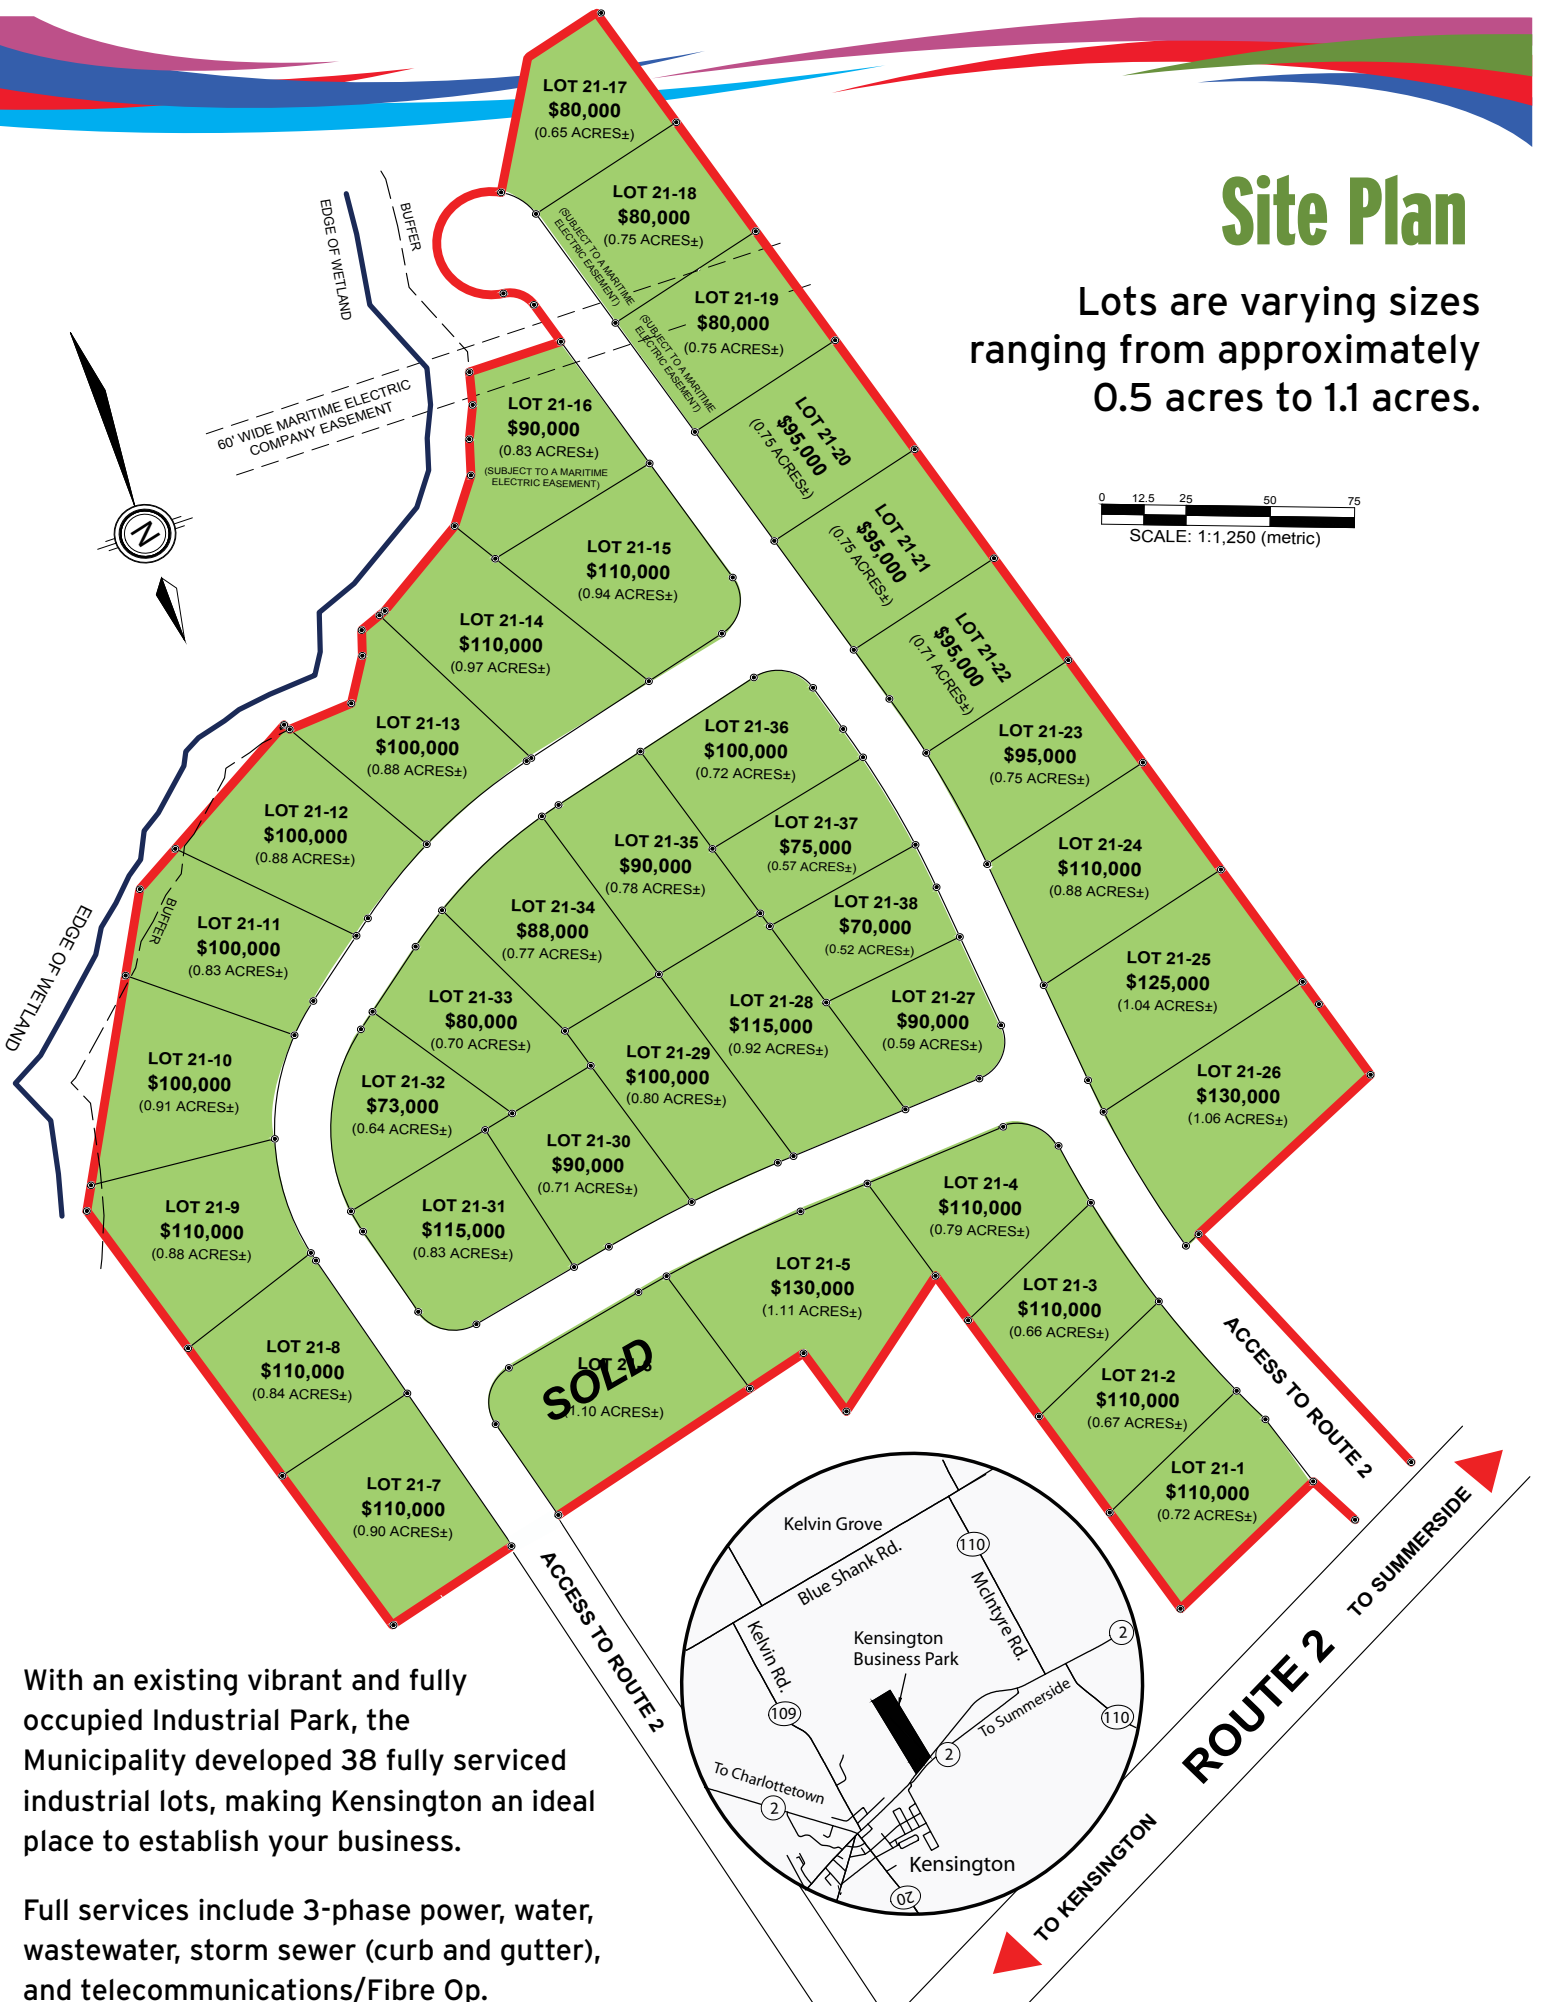 Site Plan
Lots are varying sizes
ranging from approximately
0.5 acres to 1.1 acres.
0 12.5 25 50 75
SCALE: 1:1,250 (metric)
LOT 21-17
$80,000
(0.65 ACRES±)
LOT 21-18
$80,000
(0.75 ACRES±)
(SUBJECT TO A MARITIME
ELECTRIC EASEMENT)
LOT 21-19
$80,000
(0.75 ACRES±)
(SUBJECT TO A MARITIME
ELECTRIC EASEMENT)
EDGE OF WETLAND
BUFFER
60' WIDE MARITIME ELECTRIC
COMPANY EASEMENT
N
LOT 21-16
$90,000
(0.83 ACRES±)
(SUBJECT TO A MARITIME
ELECTRIC EASEMENT)
LOT 21-20
$95,000
(0.75 ACRES±)
LOT 21-21
$95,000
(0.75 ACRES±)
LOT 21-15
$110,000
(0.94 ACRES±)
LOT 21-14
$110,000
(0.97 ACRES±)
LOT 21-22
$95,000
(0.71 ACRES±)
LOT 21-13
$100,000
(0.88 ACRES±)
LOT 21-36
$100,000
(0.72 ACRES±)
LOT 21-23
$95,000
(0.75 ACRES±)
LOT 21-12
$100,000
(0.88 ACRES±)
LOT 21-35
$90,000
(0.78 ACRES±)
LOT 21-37
$75,000
(0.57 ACRES±)
LOT 21-24
$110,000
(0.88 ACRES±)
LOT 21-11
$100,000
(0.83 ACRES±)
BUFFER
EDGE OF WETLAND
LOT 21-34
$88,000
(0.77 ACRES±)
LOT 21-38
$70,000
(0.52 ACRES±)
LOT 21-25
$125,000
(1.04 ACRES±)
LOT 21-33
$80,000
(0.70 ACRES±)
LOT 21-28
$115,000
(0.92 ACRES±)
LOT 21-27
$90,000
(0.59 ACRES±)
LOT 21-10
$100,000
(0.91 ACRES±)
LOT 21-29
$100,000
(0.80 ACRES±)
LOT 21-32
$73,000
(0.64 ACRES±)
LOT 21-26
$130,000
(1.06 ACRES±)
LOT 21-30
$90,000
(0.71 ACRES±)
LOT 21-9
$110,000
(0.88 ACRES±)
LOT 21-31
$115,000
(0.83 ACRES±)
LOT 21-4
$110,000
(0.79 ACRES±)
LOT 21-5
$130,000
(1.11 ACRES±)
LOT 21-3
$110,000
(0.66 ACRES±)
LOT 21-8
$110,000
(0.84 ACRES±)
SOLD
1.10 ACRES±)
LOT 21-2
$110,000
(0.67 ACRES±)
ACCESS TO ROUTE 2
LOT 21-7
$110,000
(0.90 ACRES±)
LOT 21-1
$110,000
(0.72 ACRES±)
ACCESS TO ROUTE 2
Kelvin Grove
Blue Shank Rd.
110
McIntyre Rd.
Kelvin Rd.
Kensington
Business Park
2
109
To Summerside
110
2
To Charlottetown
2
Kensington
20
TO SUMMERSIDE
ROUTE 2
TO KENSINGTON
With an existing vibrant and fully
occupied Industrial Park, the
Municipality developed 38 fully serviced
industrial lots, making Kensington an ideal
place to establish your business.
Full services include 3-phase power, water,
wastewater, storm sewer (curb and gutter),
and telecommunications/Fibre Op.